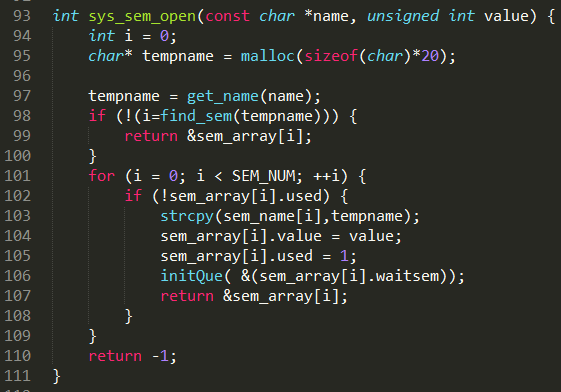 93 int sys_sem_open(const char *name, unsigned int value) {
94     int i = 0;
95     char* tempname = malloc(sizeof(char)*20);
96
97     tempname = get_name(name);
98     if (!(i=find_sem(tempname))) {
99         return &sem_array[i];
100     }
101     for (i = 0; i < SEM_NUM; ++i) {
102         if (!sem_array[i].used) {
103             strcpy(sem_name[i],tempname);
104             sem_array[i].value = value;
105             sem_array[i].used = 1;
106             initQue( &(sem_array[i].waitsem));
107             return &sem_array[i];
108         }
109     }
110     return -1;
111 }